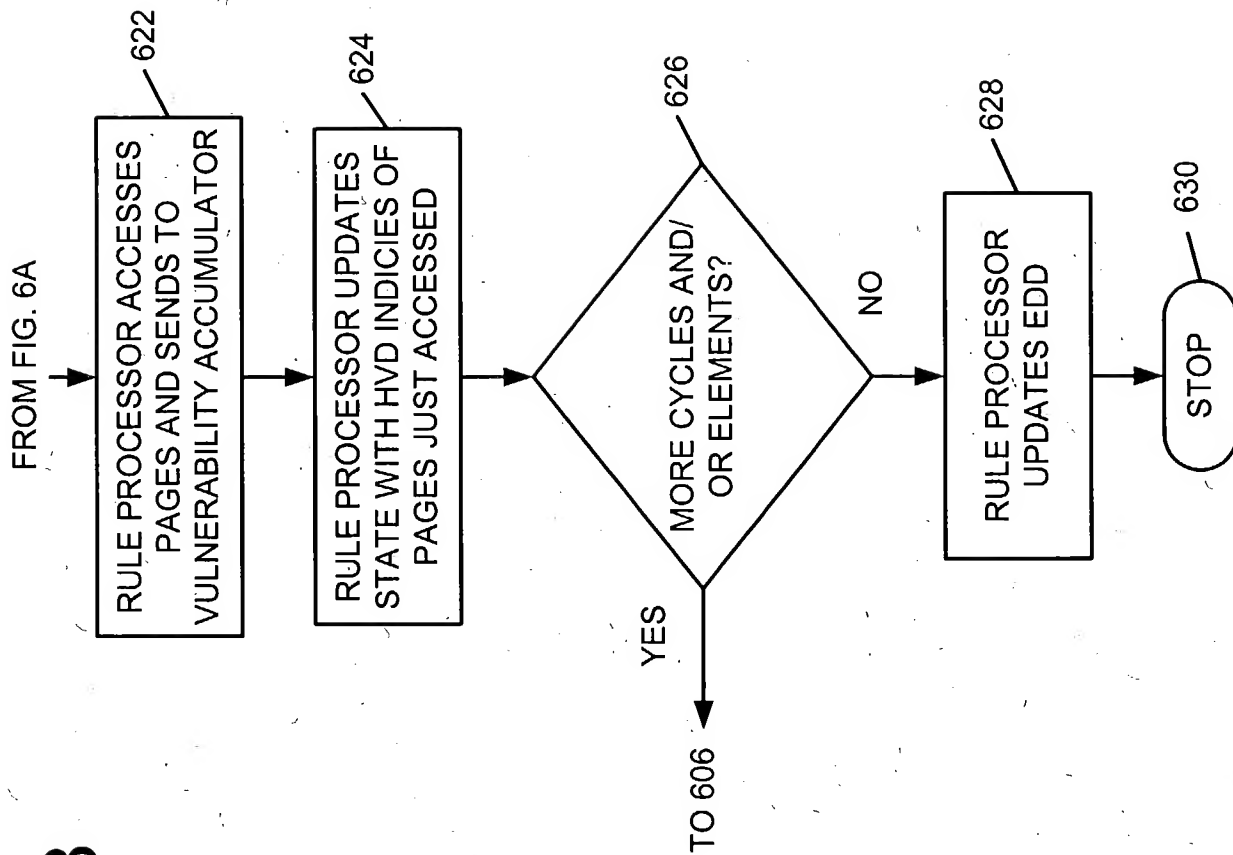 FROM FIG. 6A
RULE PROCESSOR ACCESSES
PAGES AND SENDS TO
VULNERABILITY ACCUMULATOR
622
RULE PROCESSOR UPDATES
STATE WITH HVD INDICIES OF
PAGES JUST ACCESSED
624
MORE CYCLES AND/
OR ELEMENTS?
626
YES
TO 606
NO
RULE PROCESSOR
UPDATES EDD
628
STOP
630